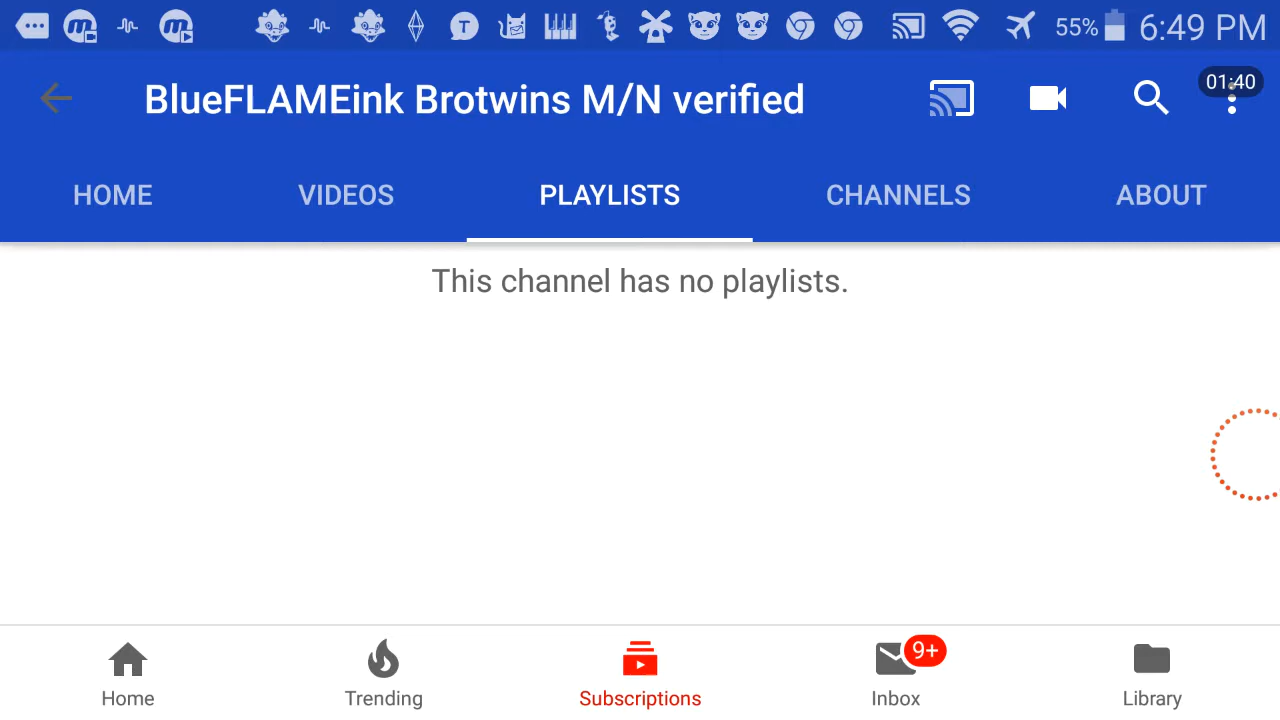 55% 6:49 PM
BlueFLAMEink Brotwins M/N verified 01:40
HOME VIDEOS PLAYLISTS CHANNELS ABOUT
This channel has no playlists.
9+
Home Trending Subscriptions Inbox Library